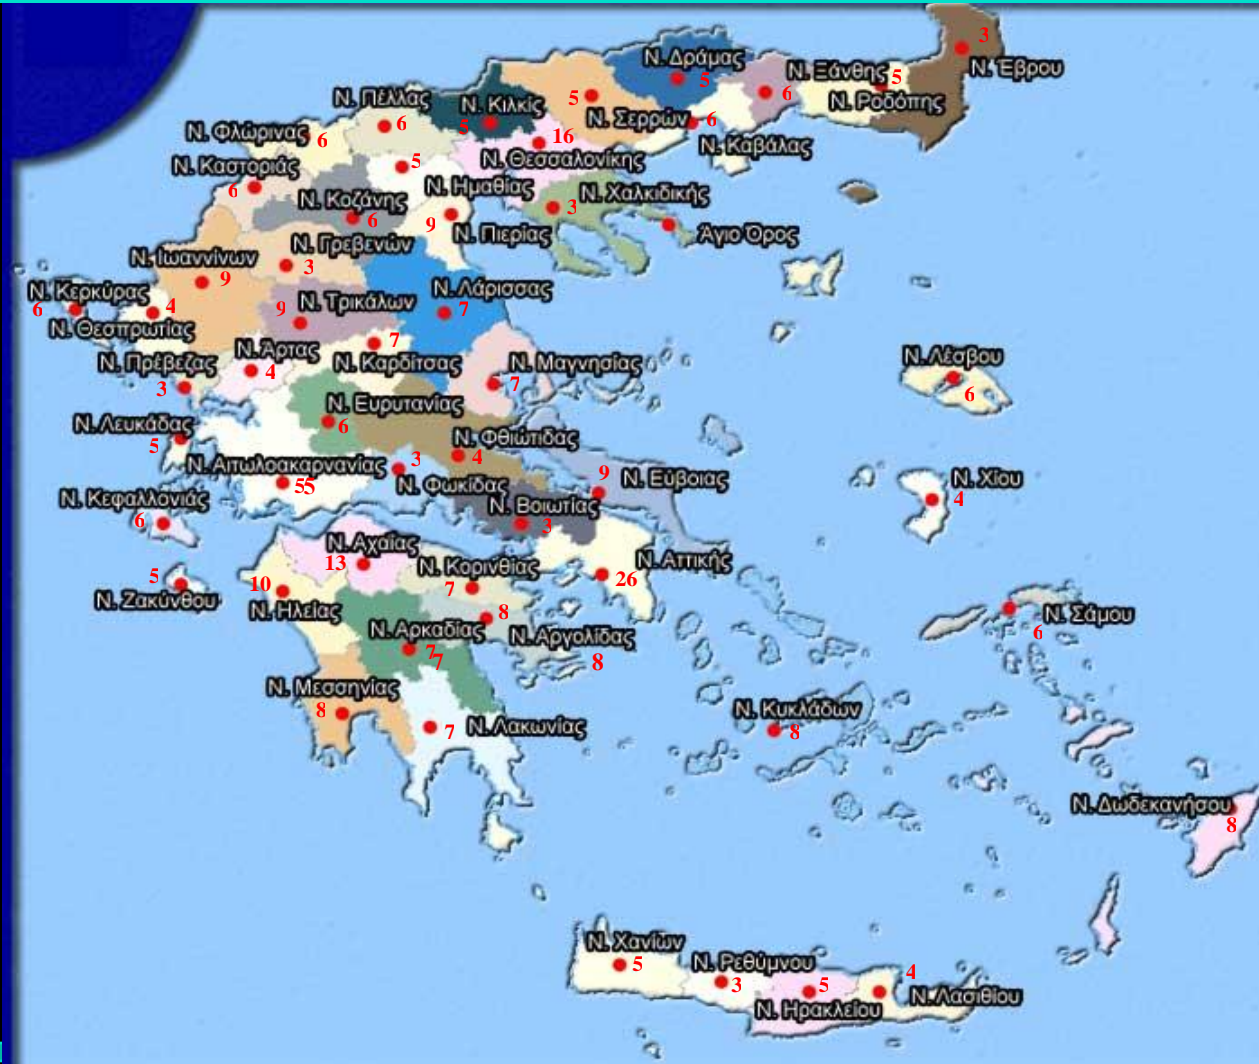 3
Ν. Δράμας
5
Ν. Ξάνθης
5
Ν. Έβρου
Ν. Πέλλας
Ν. Κιλκίς
5
6
Ν. Ροδόπης
Ν. Φλώρινας
6
6
5
Ν. Σερρών
6
Ν. Καβάλας
16
Ν. Καστοριάς
5
Ν. Θεσσαλονίκης
6
Ν. Κοζάνης
Ν. Ημαθίας
Ν. Χαλκιδικής
6
9
3
Ν. Πιερίας
Άγιο Όρος
Ν. Γρεβενών
Ν. Ιωαννίνων
3
9
Ν. Κερκύρας
6
4
Ν. Τρικάλων
9
Ν. Λάρισσας
7
Ν. Θεσπρωτίας
7
Ν. Πρέβεζας
Ν. Άρτας
Ν. Καρδίτσας
Ν. Μαγνησίας
Ν. Λέσβου
3
4
7
6
Ν. Ευρυτανίας
Ν. Λευκάδας
6
5
Ν. Φθιώτιδας
4
3
Ν. Αιτωλοακαρνανίας
55
Ν. Φωκίδας
9
Ν. Εύβοιας
Ν. Χίου
4
Ν. Κεφαλλονιάς
6
Ν. Βοιωτίας
3
Ν. Αχαίας
13
Ν. Κορινθίας
7
Ν. Αττικής
26
5
Ν. Ζακύνθου
10
Ν. Ηλείας
8
Ν. Αρκαδίας
7
7
Ν. Αργολίδας
8
Ν. Σάμου
6
Ν. Μεσσηνίας
8
Ν. Λακωνίας
7
Ν. Κυκλάδων
8
Ν. Δωδεκανήσου
8
Ν. Χανίων
5
Ν. Ρεθύμνου
3
5
4
Ν. Ηρακλείου
Ν. Λασιθίου